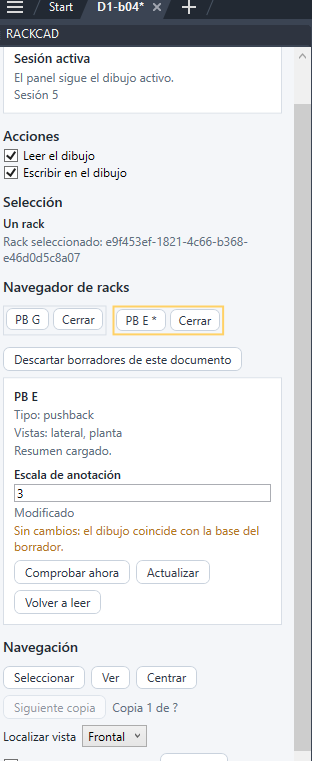 Start
D1-b04*
RACKCAD
Sesión activa
El panel sigue el dibujo activo.
Sesión 5
Acciones
Leer el dibujo
Escribir en el dibujo
Selección
Un rack
Rack seleccionado: e9f453ef-1821-4c66-b368-
e46d0d5c8a07
Navegador de racks
PB G Cerrar PB E * Cerrar
Descartar borradores de este documento
PB E
Tipo: pushback
Vistas: lateral, planta
Resumen cargado.
Escala de anotación
3
Modificado
Sin cambios: el dibujo coincide con la base del
borrador.
Comprobar ahora Actualizar
Volver a leer
Navegación
Seleccionar Ver Centrar
Siguiente copia Copia 1 de ?
Localizar vista Frontal